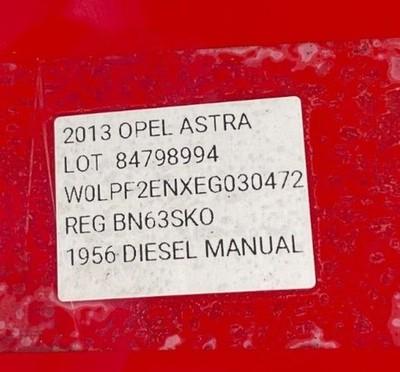 2013 OPEL ASTRA
LOT 84798994
W0LPF2ENXEG030472
REG BN63SKO
1956 DIESEL MANUAL